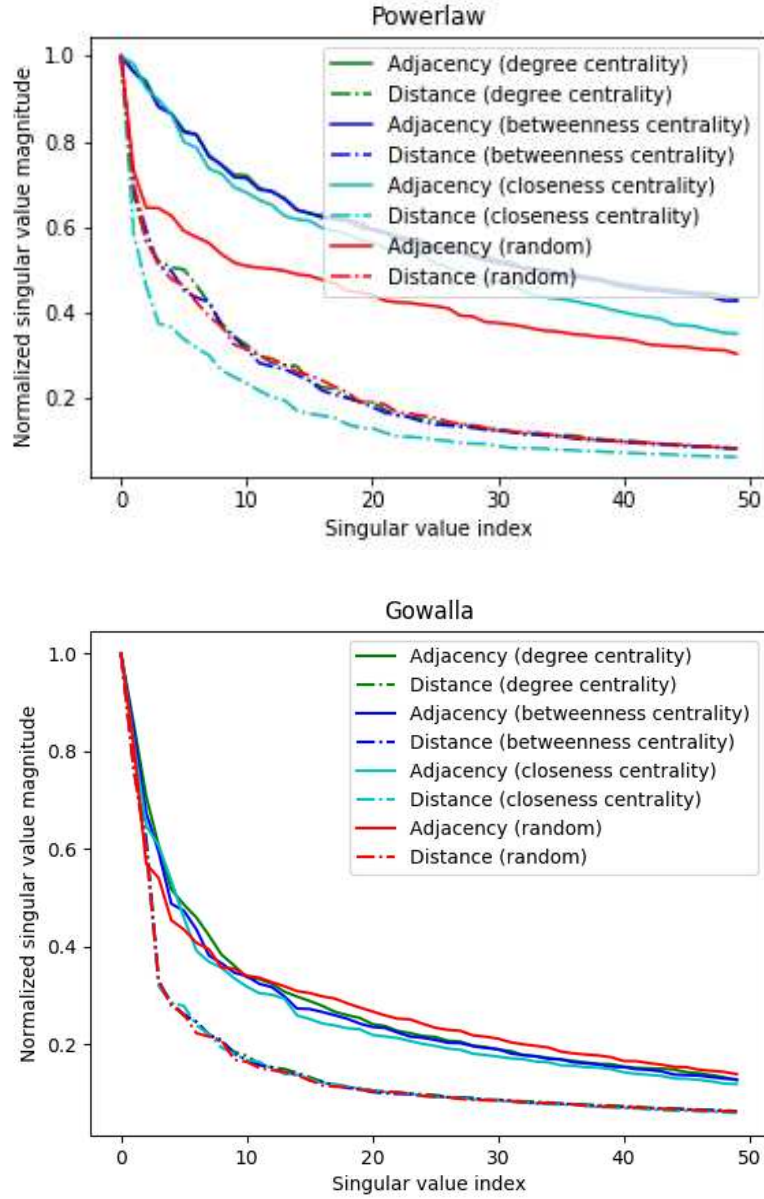 Powerlaw
Normalized singular value magnitude
1.0
0.8
0.6
0.4
0.2
Adjacency (degree centrality)
Distance (degree centrality)
Adjacency (betweenness centrality)
Distance (betweenness centrality)
Adjacency (closeness centrality)
Distance (closeness centrality)
Adjacency (random)
Distance (random)
0 10 20 30 40 50
Singular value index
Gowalla
Normalized singular value magnitude
1.0
0.8
0.6
0.4
0.2
Adjacency (degree centrality)
Distance (degree centrality)
Adjacency (betweenness centrality)
Distance (betweenness centrality)
Adjacency (closeness centrality)
Distance (closeness centrality)
Adjacency (random)
Distance (random)
0 10 20 30 40 50
Singular value index